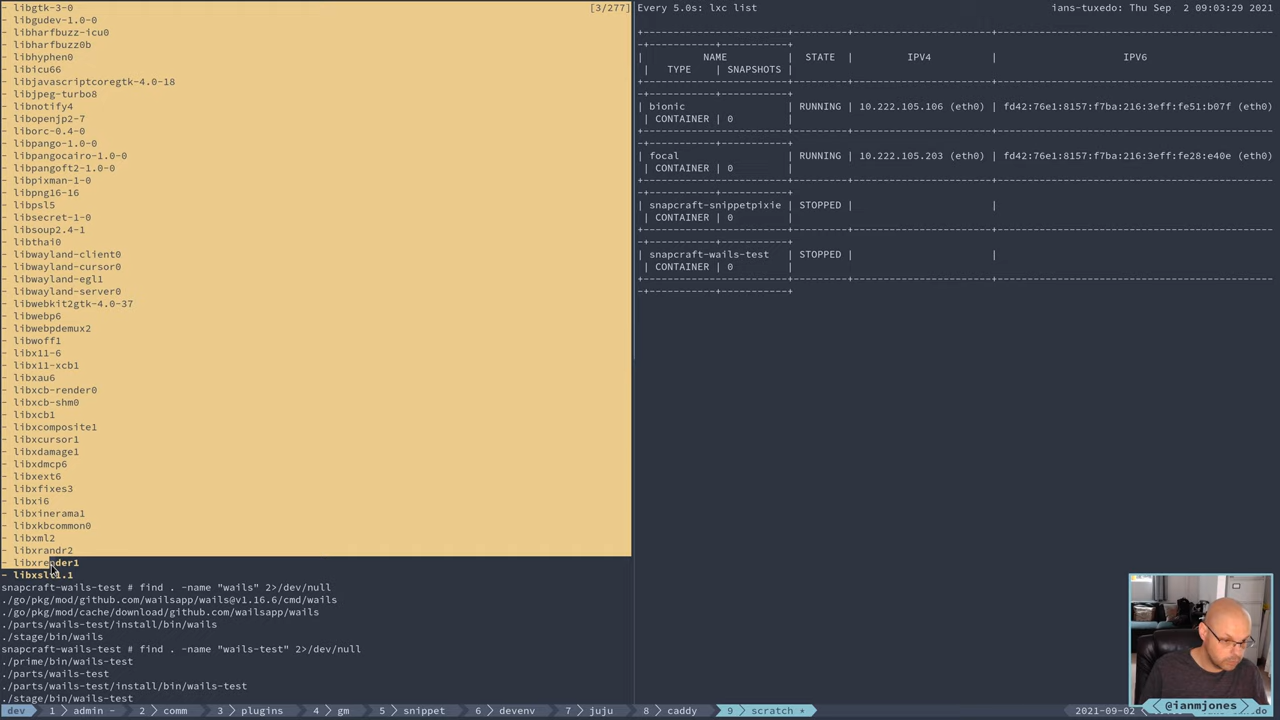 - libgtk-3-0 [3/277]
- libgudev-1.0-0
- libharfbuzz-icu0
- libharfbuzz0b
- libhyphen0
- libicu66
- libjavascriptcoregtk-4.0-18
- libjpeg-turbo8
- libnotify4
- libopenjp2-7
- liborc-0.4-0
- libpango-1.0-0
- libpangocairo-1.0-0
- libpangoft2-1.0-0
- libpixman-1-0
- libpng16-16
- libpsl5
- libsecret-1-0
- libsoup2.4-1
- libthai0
- libwayland-client0
- libwayland-cursor0
- libwayland-egl1
- libwayland-server0
- libwebkit2gtk-4.0-37
- libwebp6
- libwebpdemux2
- libwoff1
- libx11-6
- libx11-xcb1
- libxau6
- libxcb-render0
- libxcb-shm0
- libxcb1
- libxcomposite1
- libxcursor1
- libxdamage1
- libxdmcp6
- libxext6
- libxfixes3
- libxi6
- libxinerama1
- libxkbcommon0
- libxml2
- libxrandr2
- libxrender1
- libxslt1.1
snapcraft-wails-test # find . -name "wails" 2>/dev/null
./go/pkg/mod/github.com/wailsapp/wails@v1.16.6/cmd/wails
./go/pkg/mod/cache/download/github.com/wailsapp/wails
./parts/wails-test/install/bin/wails
./stage/bin/wails
snapcraft-wails-test # find . -name "wails-test" 2>/dev/null
./prime/bin/wails-test
./parts/wails-test
./parts/wails-test/install/bin/wails-test
./stage/bin/wails-test
Every 5.0s: lxc list ians-tuxedo: Thu Sep 2 09:03:29 2021
| NAME | STATE | IPV4 | IPV6
| TYPE | SNAPSHOTS |
| bionic | RUNNING | 10.222.105.106 (eth0) | fd42:76e1:8157:f7ba:216:3eff:fe51:b07f (eth0)
| CONTAINER | 0 |
| focal | RUNNING | 10.222.105.203 (eth0) | fd42:76e1:8157:f7ba:216:3eff:fe28:e40e (eth0)
| CONTAINER | 0 |
| snapcraft-snippetpixie | STOPPED | |
| CONTAINER | 0 |
| snapcraft-wails-test | STOPPED | |
| CONTAINER | 0 |
dev 1 admin - 2 comm 3 plugins 4 gm 5 snippet 6 devenv 7 juju 8 caddy 9 scratch * 2021-09-02
@ianmjones